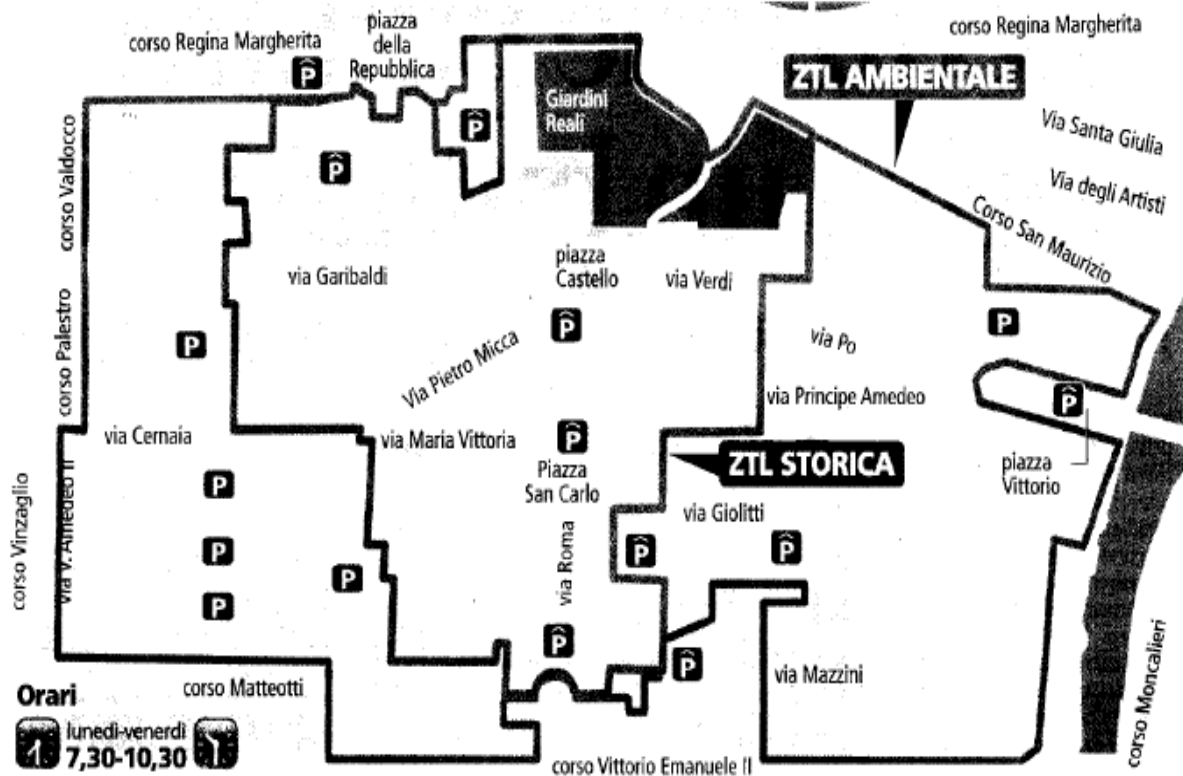 corso Regina Margherita
piazza
della
Repubblica
corso Regina Margherita
ZTL AMBIENTALE
P
P
P
Giardini
Reali
Via Santa Giulia
Via degli Artisti
Corso San Maurizio
corso Valdocco
via Garibaldi
piazza
Castello
via Verdi
corso Palestro
P
P
Via Pietro Micca
via Po
P
via Principe Amedeo
P
via Cernaia
via Maria Vittoria
P
Piazza
San Carlo
ZTL STORICA
piazza
Vittorio
corso Vinzaglio
via V. Amedeo II
P
P
P
P
via Roma
via Giolitti
P
P
P
P
via Mazzini
corso Moncalieri
corso Matteotti
corso Vittorio Emanuele II
Orari
lunedì-venerdì
7,30-10,30